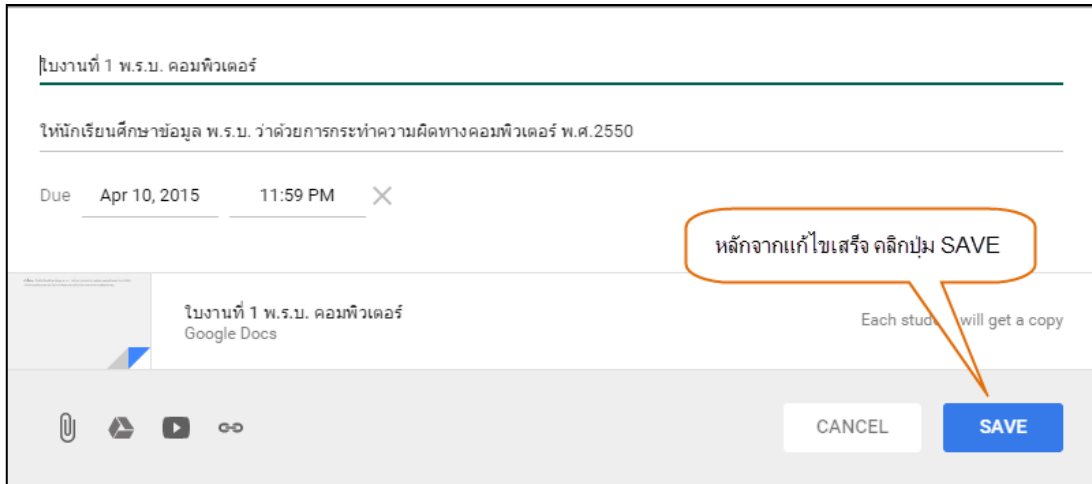 ใบงานที่ 1 พ.ร.บ. คอมพิวเตอร์
ให้นักเรียนศึกษาข้อมูล พ.ร.บ. ว่าด้วยการกระทำความผิดทางคอมพิวเตอร์ พ.ศ.2550
Due Apr 10, 2015 11:59 PM
หลักจากแก้ไขเสร็จ คลิกปุ่ม SAVE
ใบงานที่ 1 พ.ร.บ. คอมพิวเตอร์
Google Docs
Each stud will get a copy
CANCEL SAVE